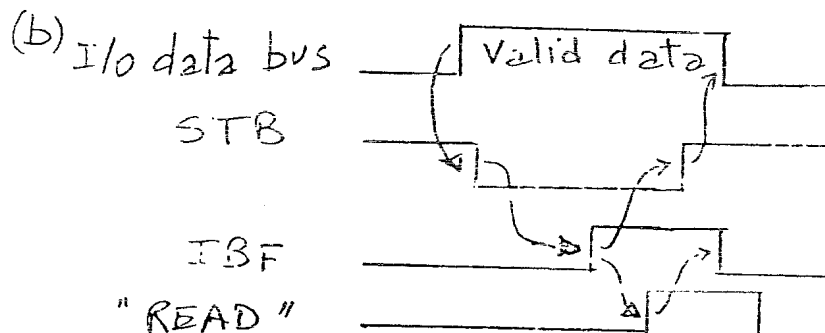 (b) I/o data bus Valid data
STB
IBF
"READ"